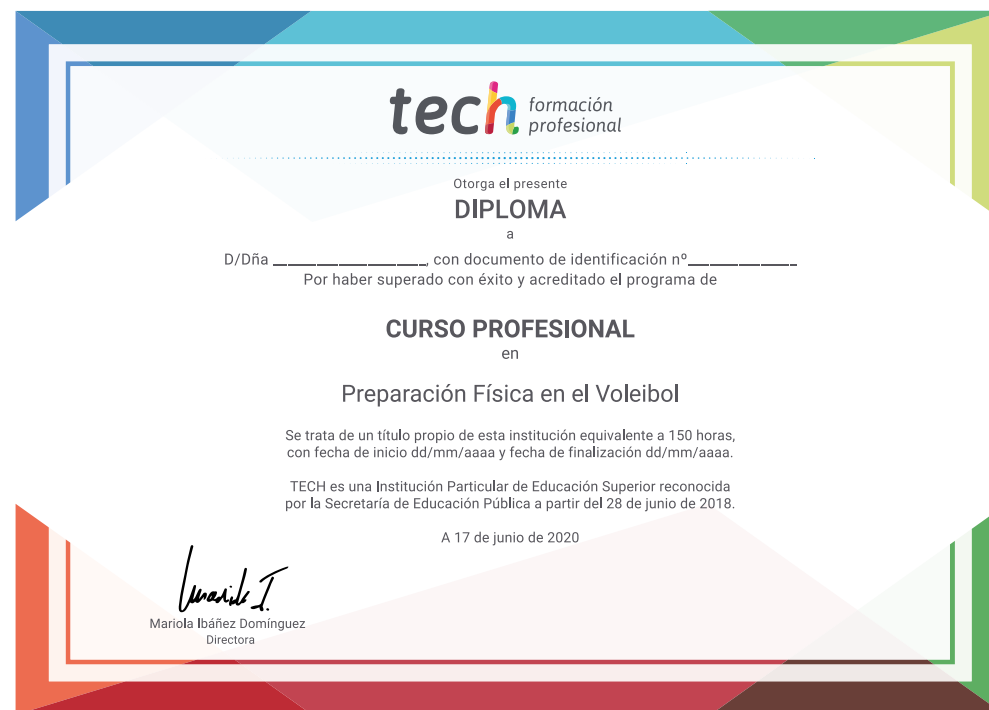 tech formación
profesional
Otorga el presente
DIPLOMA
a
D/Dña ____________________, con documento de identificación nº______________
Por haber superado con éxito y acreditado el programa de
CURSO PROFESIONAL
en
Preparación Física en el Voleibol
Se trata de un título propio de esta institución equivalente a 150 horas,
con fecha de inicio dd/mm/aaaa y fecha de finalización dd/mm/aaaa.
TECH es una Institución Particular de Educación Superior reconocida
por la Secretaría de Educación Pública a partir del 28 de junio de 2018.
A 17 de junio de 2020
Mariola Ibáñez Domínguez
Directora